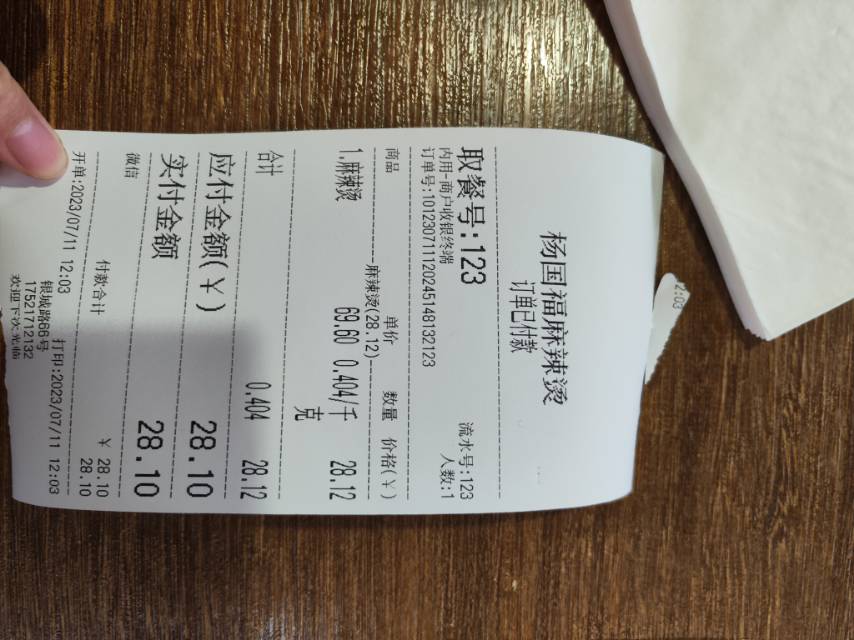 杨国福麻辣烫
订单已付款
流水号:123
取餐号:123 人数:1
内用-商户收银终端
订单号:101230711120245148132123
商品 单价 数量 价格(¥)
麻辣烫(28.12)
1.麻辣烫 69.60 0.404/千克 28.12
合计 0.404 28.12
应付金额(¥) 28.10
实付金额 28.10
微信 ¥ 28.10
付款合计 28.10
开单:2023/07/11 12:03 打印:2023/07/11 12:03
银城路66号
17521712132
欢迎下次光临
2:03